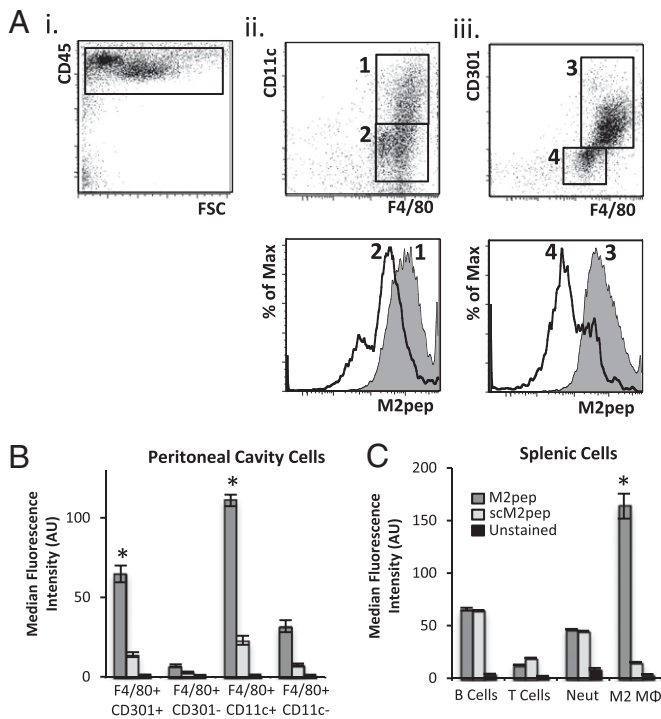 A i.
ii.
iii.
CD45
FSC
CD11c
1
2
F4/80
CD301
3
4
F4/80
% of Max
2 1
M2pep
% of Max
4 3
M2pep
B Peritoneal Cavity Cells
Median Fluorescence
Intensity (AU)
100
50
0
*
*
F4/80+
CD301+
F4/80+
CD301-
F4/80+
CD11c+
F4/80+
CD11c-
C Splenic Cells
Median Fluorescence
Intensity (AU)
200
150
100
50
0
M2pep
scM2pep
Unstained
*
B Cells
T Cells
Neut
M2 MΦ